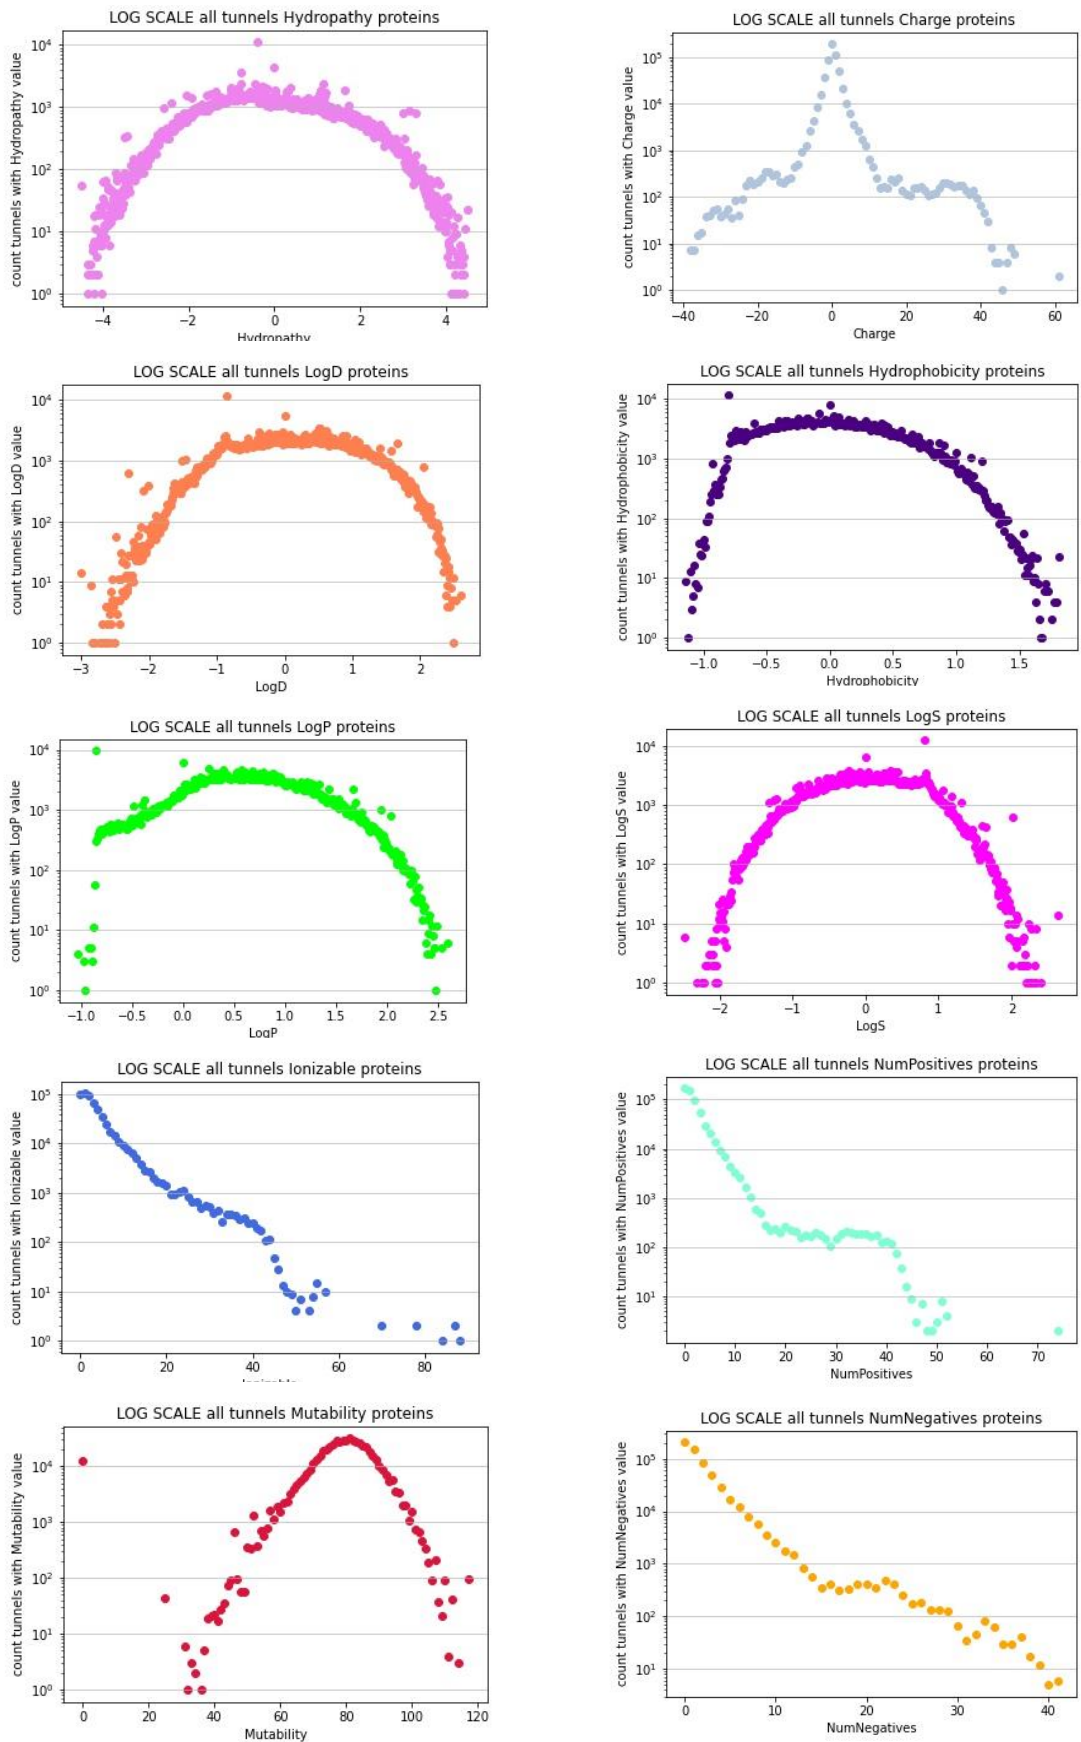 LOG SCALE all tunnels Hydropathy proteins
count tunnels with Hydropathy value
10⁴
10³
10²
10¹
10⁰
−4 −2 0 2 4
Hydropathy
LOG SCALE all tunnels Charge proteins
count tunnels with Charge value
10⁵
10⁴
10³
10²
10¹
10⁰
−40 −20 0 20 40 60
Charge
LOG SCALE all tunnels LogD proteins
count tunnels with LogD value
10⁴
10³
10²
10¹
10⁰
−3 −2 −1 0 1 2
LogD
LOG SCALE all tunnels Hydrophobicity proteins
count tunnels with Hydrophobicity value
10⁴
10³
10²
10¹
10⁰
−1.0 −0.5 0.0 0.5 1.0 1.5
Hydrophobicity
LOG SCALE all tunnels LogP proteins
count tunnels with LogP value
10⁴
10³
10²
10¹
10⁰
−1.0 −0.5 0.0 0.5 1.0 1.5 2.0 2.5
LogP
LOG SCALE all tunnels LogS proteins
count tunnels with LogS value
10⁴
10³
10²
10¹
10⁰
−2 −1 0 1 2
LogS
LOG SCALE all tunnels Ionizable proteins
count tunnels with Ionizable value
10⁵
10⁴
10³
10²
10¹
10⁰
0 20 40 60 80
Ionizable
LOG SCALE all tunnels NumPositives proteins
count tunnels with NumPositives value
10⁵
10⁴
10³
10²
10¹
0 10 20 30 40 50 60 70
NumPositives
LOG SCALE all tunnels Mutability proteins
count tunnels with Mutability value
10⁴
10³
10²
10¹
10⁰
0 20 40 60 80 100 120
Mutability
LOG SCALE all tunnels NumNegatives proteins
count tunnels with NumNegatives value
10⁵
10⁴
10³
10²
10¹
0 10 20 30 40
NumNegatives